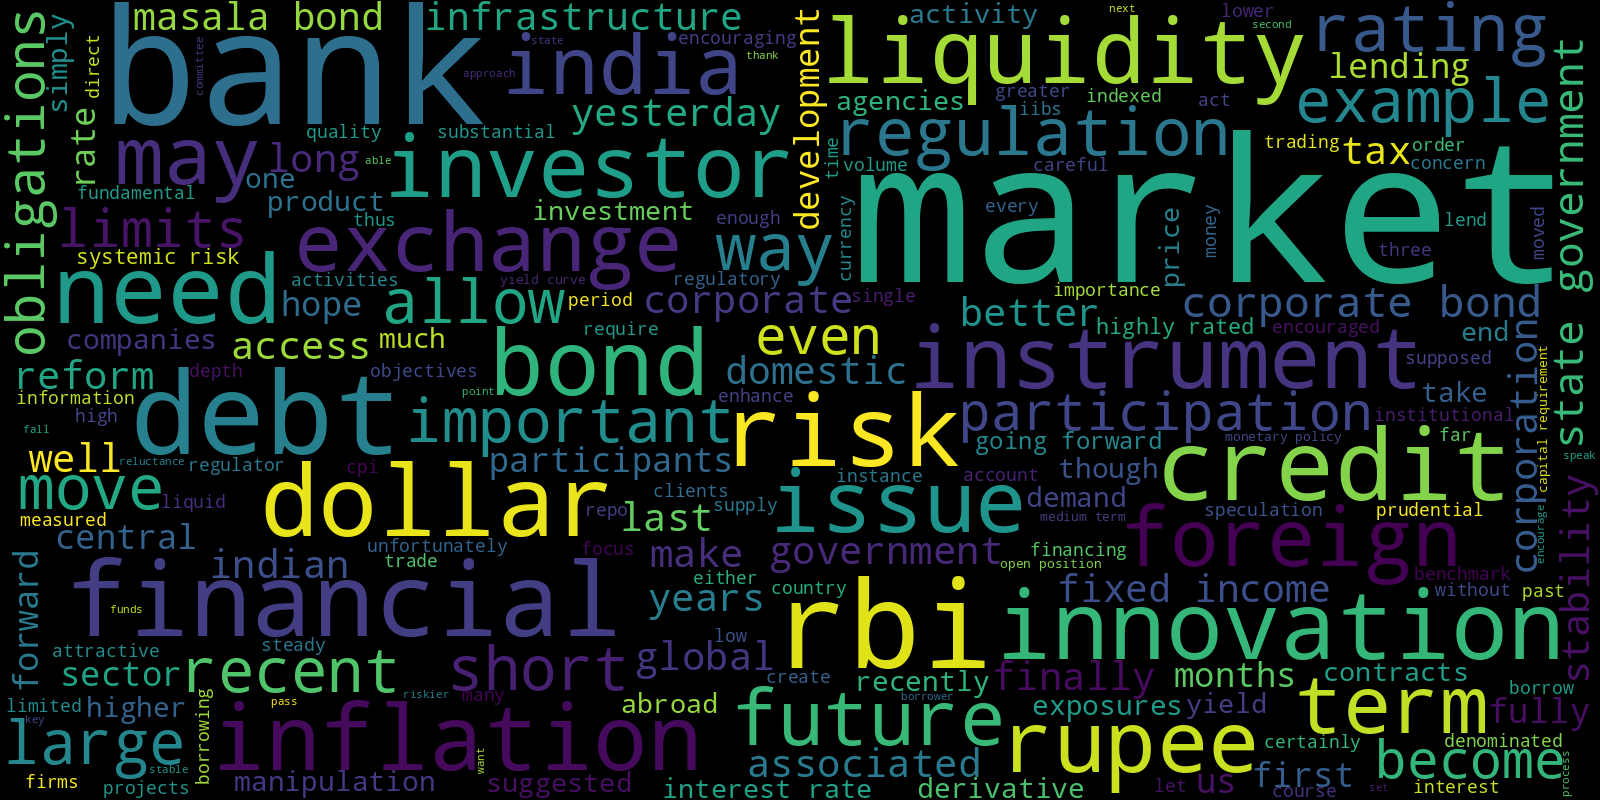 masala bond
infrastructure
activity
next
lower
second
rating
obligations
simply
direct
committee
bank
state
encouraging
thank
approach
india
development
liquidity
lending
state government
yesterday
agencies
greater
iibs
indexed
act
example
rate
quality
substantial
regulation
trading
tax
order
concern
may
long
able
investor
time
volume
careful
market
fundamental
one
product
thus
investment
enough
way
currency
every
price
money
three
lend
moved
limits
systemic risk
exchange
need
activities
yield curve
regulatory
hope
allow
period
corporate
single
importance
corporate bond
companies
access
much
require
bond
even
better
highly rated
encouraged
end
reform
depth
objectives
domestic
instrument
supposed
corporation
capital requirement
information
high
debt
point
important
enhance
risk
participation
take
institutional
fall
well
reluctance
regulator
cpi
participants
going forward
monetary policy
credit
far
speak
move
liquid
dollar
repo
clients
supply
last
instance
issue
account
though
demand
medium term
speculation
prudential
stability
measured
central
unfortunately
trade
focus
make
government
financing
open position
foreign
benchmark
encourage
forward
indian
financial
funds
either
country
years
rbi
fixed income
innovation
without
past
attractive
steady
low
global
sector
recent
short
create
recently
finally
months
contracts
limited
higher
borrowing
pass
riskier
many
abroad
borrower
future
exposures
yield
term
borrow
fully
key
large
inflation
want
associated
rupee
certainly
become
denominated
process
stable
firms
projects
manipulation
suggested
interest rate
derivative
let
us
first
course
set
interest